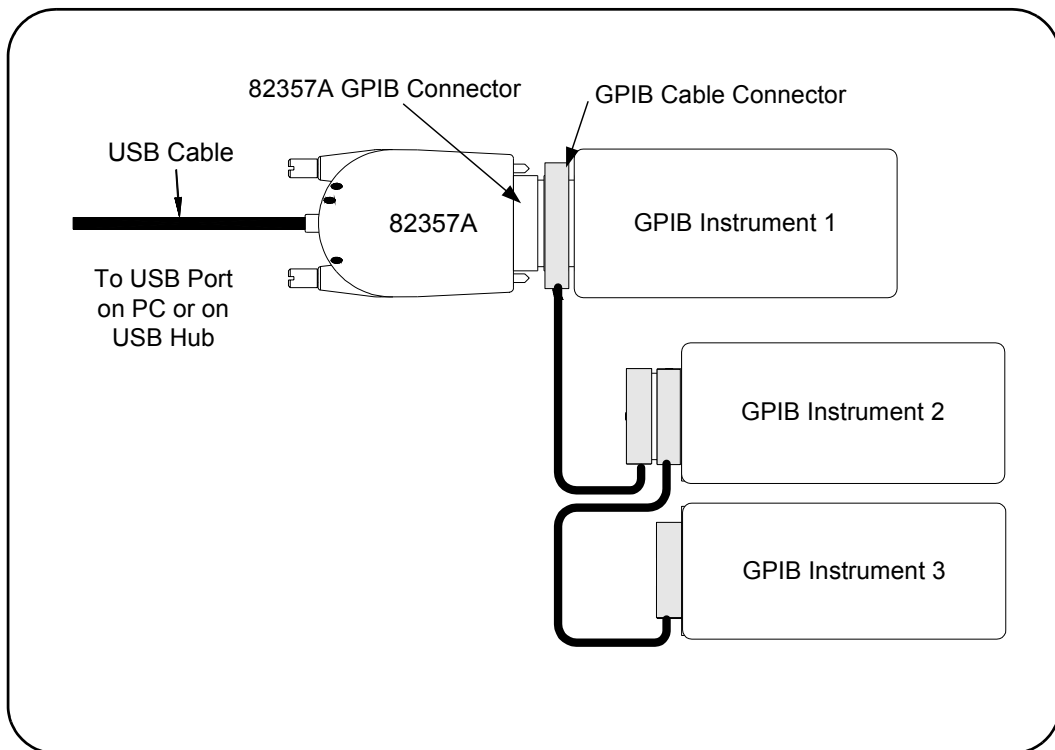 82357A GPIB Connector
GPIB Cable Connector
USB Cable
82357A
GPIB Instrument 1
To USB Port
on PC or on
USB Hub
GPIB Instrument 2
GPIB Instrument 3